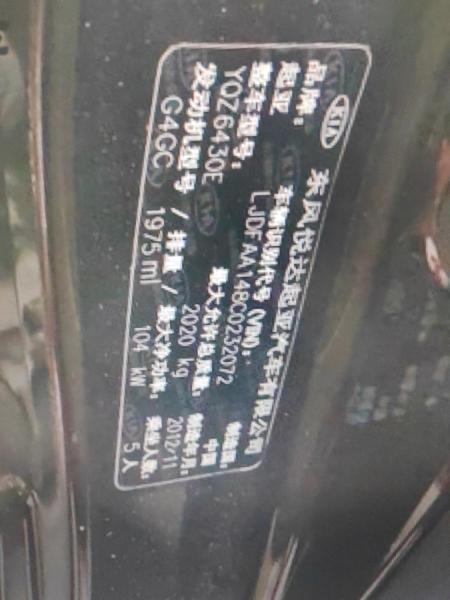 KIA 东风悦达起亚汽车有限公司
品牌: 起亚 车辆识别代号 (VIN): 制造国: 中国
LJDFAA148C0232072
整车型号: YQZ6430E 最大允许总质量: 2020 kg 制造年月: 2012/11
发动机型号 / 排量 / 最大净功率: 乘坐人数:
G4GC 1975 ml 104 kW 5 人